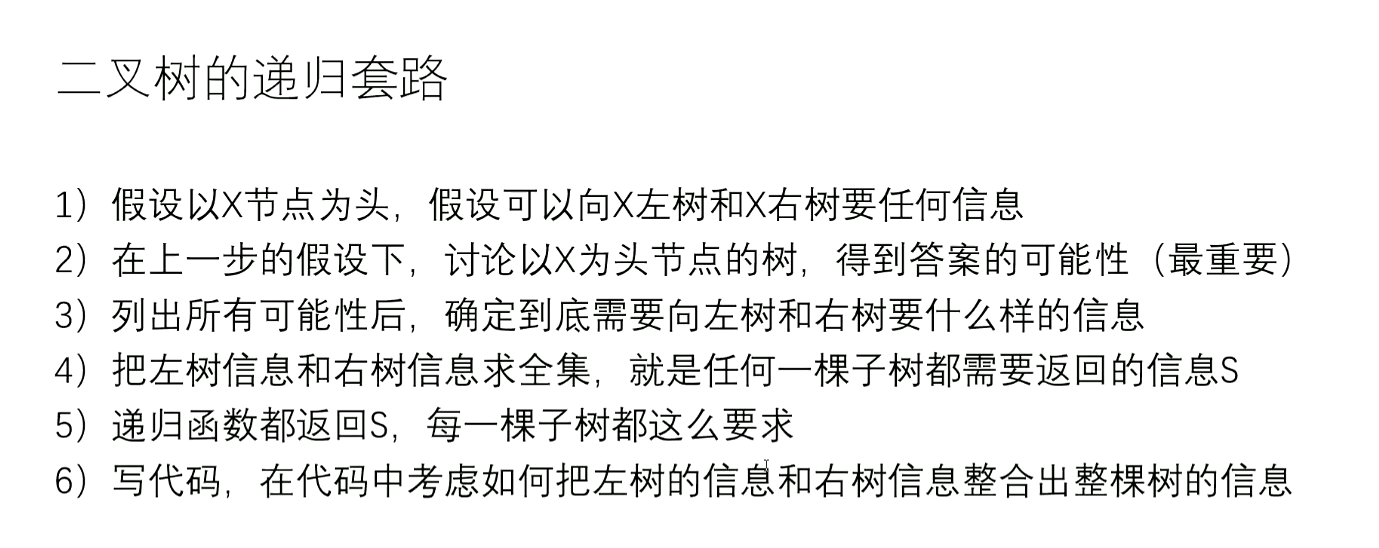 二叉树的递归套路
1）假设以X节点为头，假设可以向X左树和X右树要任何信息
2）在上一步的假设下，讨论以X为头节点的树，得到答案的可能性（最重要）
3）列出所有可能性后，确定到底需要向左树和右树要什么样的信息
4）把左树信息和右树信息求全集，就是任何一棵子树都需要返回的信息S
5）递归函数都返回S，每一棵子树都这么要求
6）写代码，在代码中考虑如何把左树的信息和右树信息整合出整棵树的信息